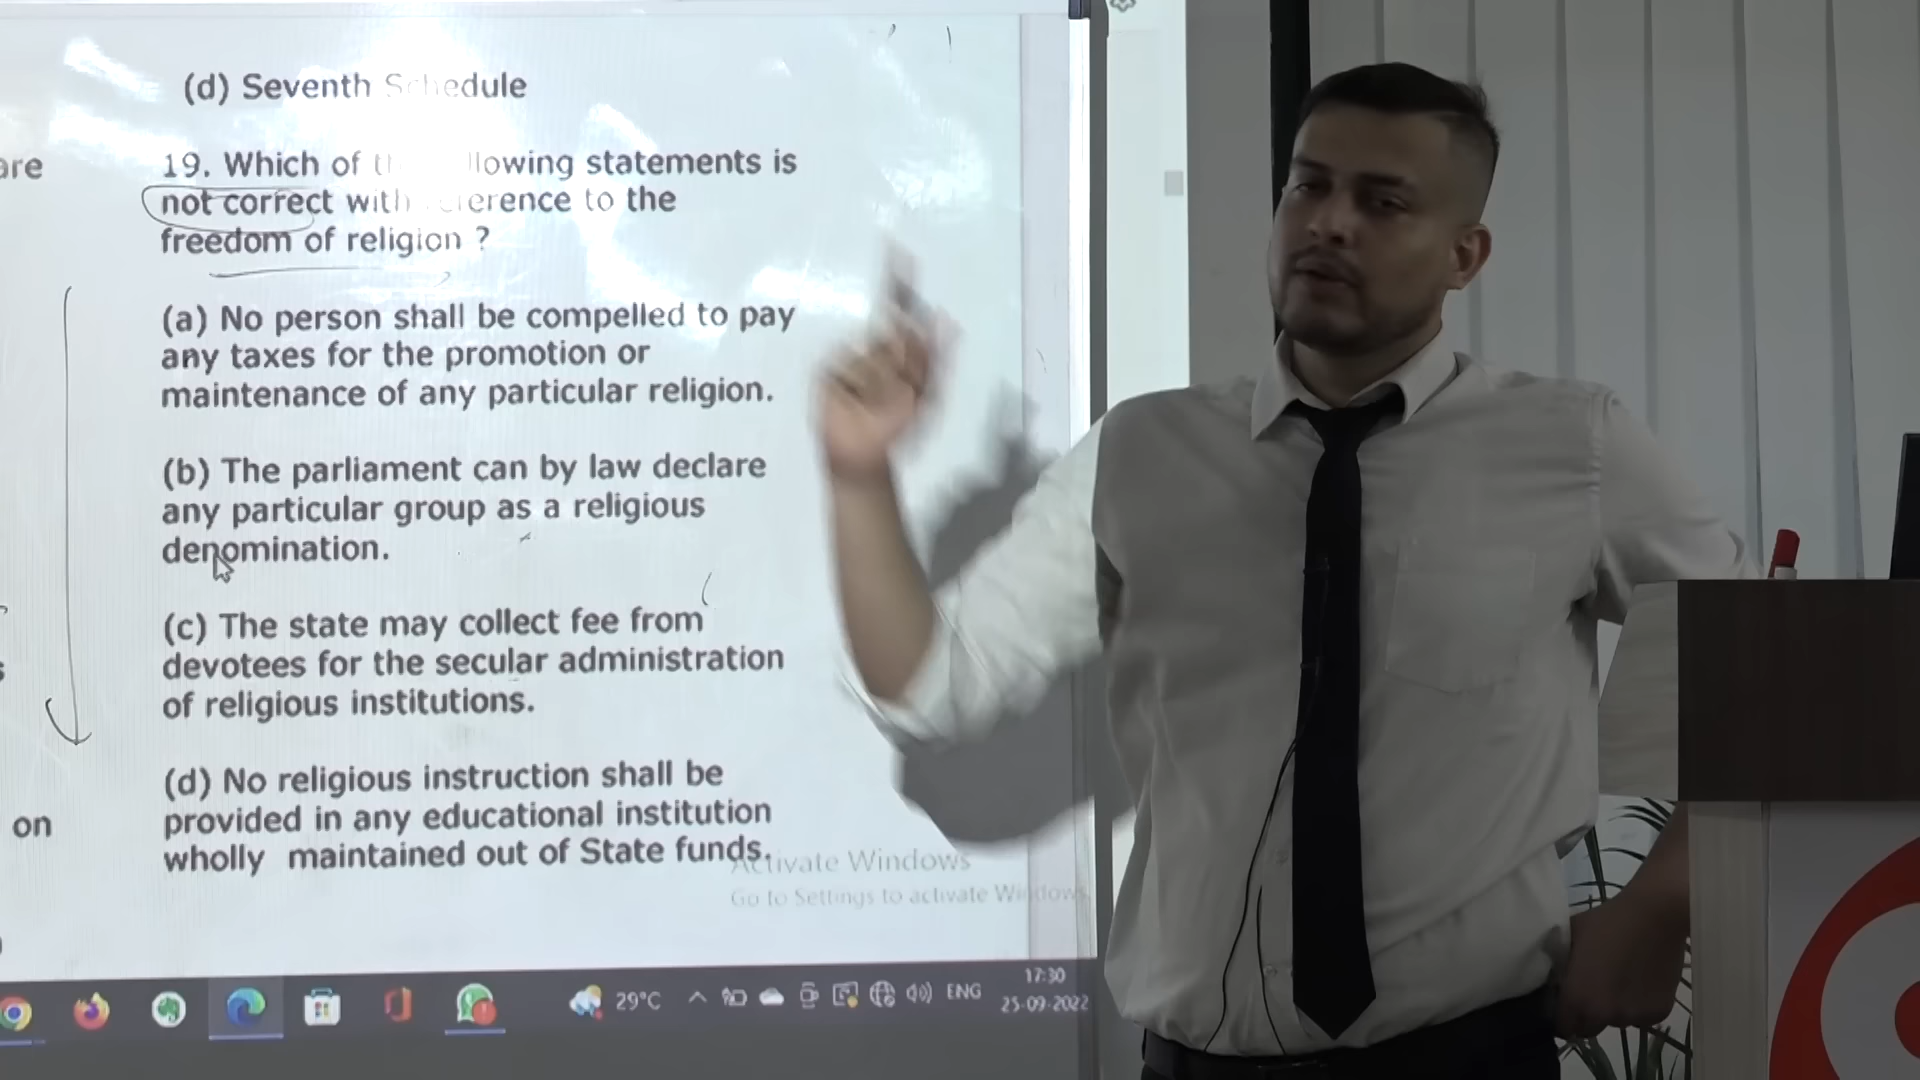 (d) Seventh Schedule
are
19. Which of llowing statements is
not correct with erence to the
freedom of religion ?
(a) No person shall be compelled to pay
any taxes for the promotion or
maintenance of any particular religion.
(b) The parliament can by law declare
any particular group as a religious
denomination.
(c) The state may collect fee from
devotees for the secular administration
of religious institutions.
on
(d) No religious instruction shall be
provided in any educational institution
wholly maintained out of State funds.
Activate Windows
Go to Settings to activate Windows.
29°C
ENG
17:30
25-09-2022